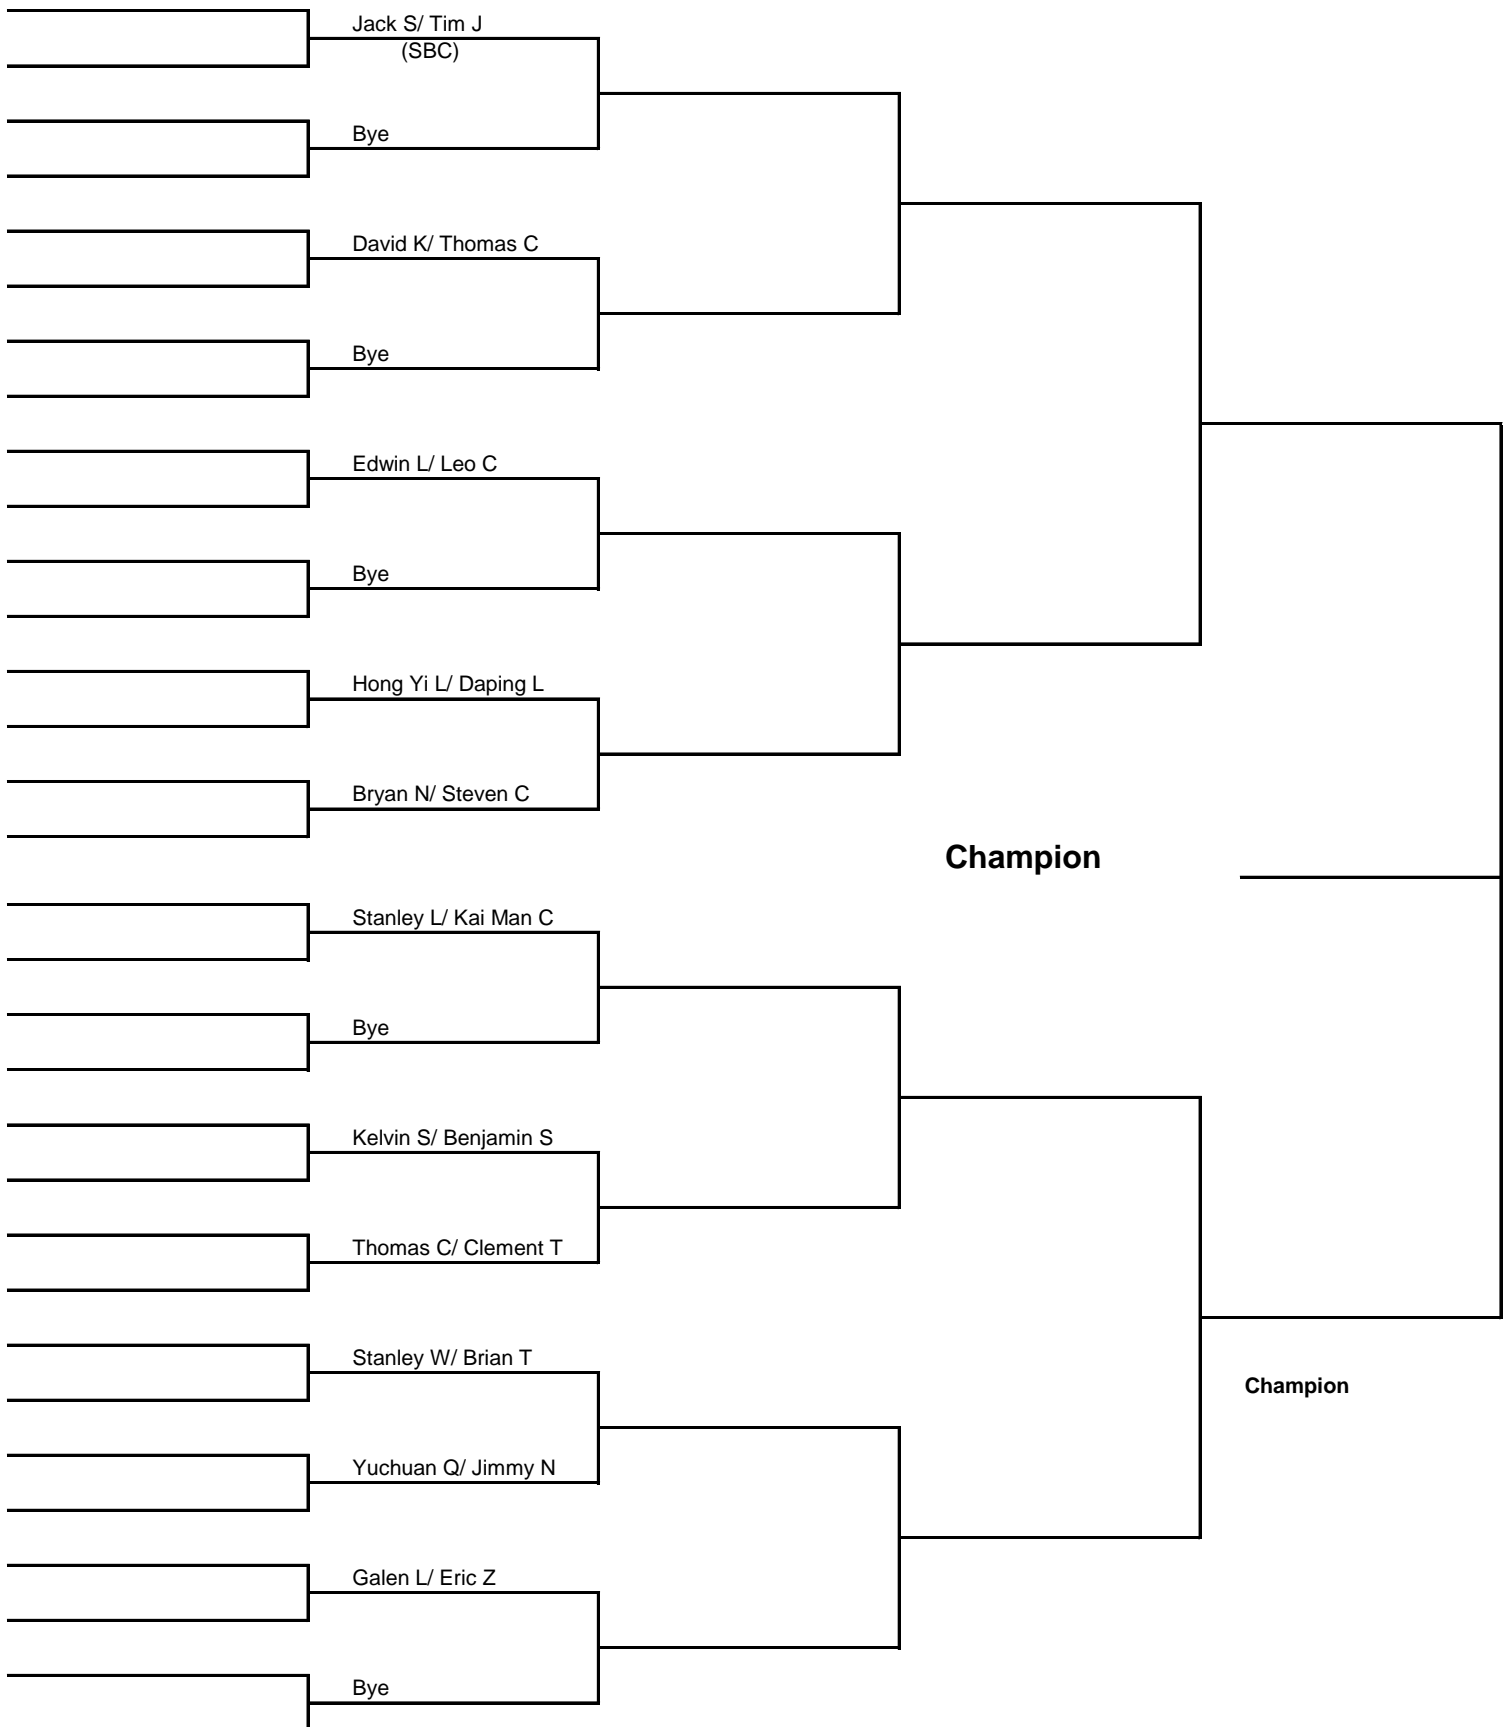 Jack S/ Tim J
(SBC)
Bye
David K/ Thomas C
Bye
Edwin L/ Leo C
Bye
Hong Yi L/ Daping L
Bryan N/ Steven C
Champion
Stanley L/ Kai Man C
Bye
Kelvin S/ Benjamin S
Thomas C/ Clement T
Stanley W/ Brian T
Champion
Yuchuan Q/ Jimmy N
Galen L/ Eric Z
Bye